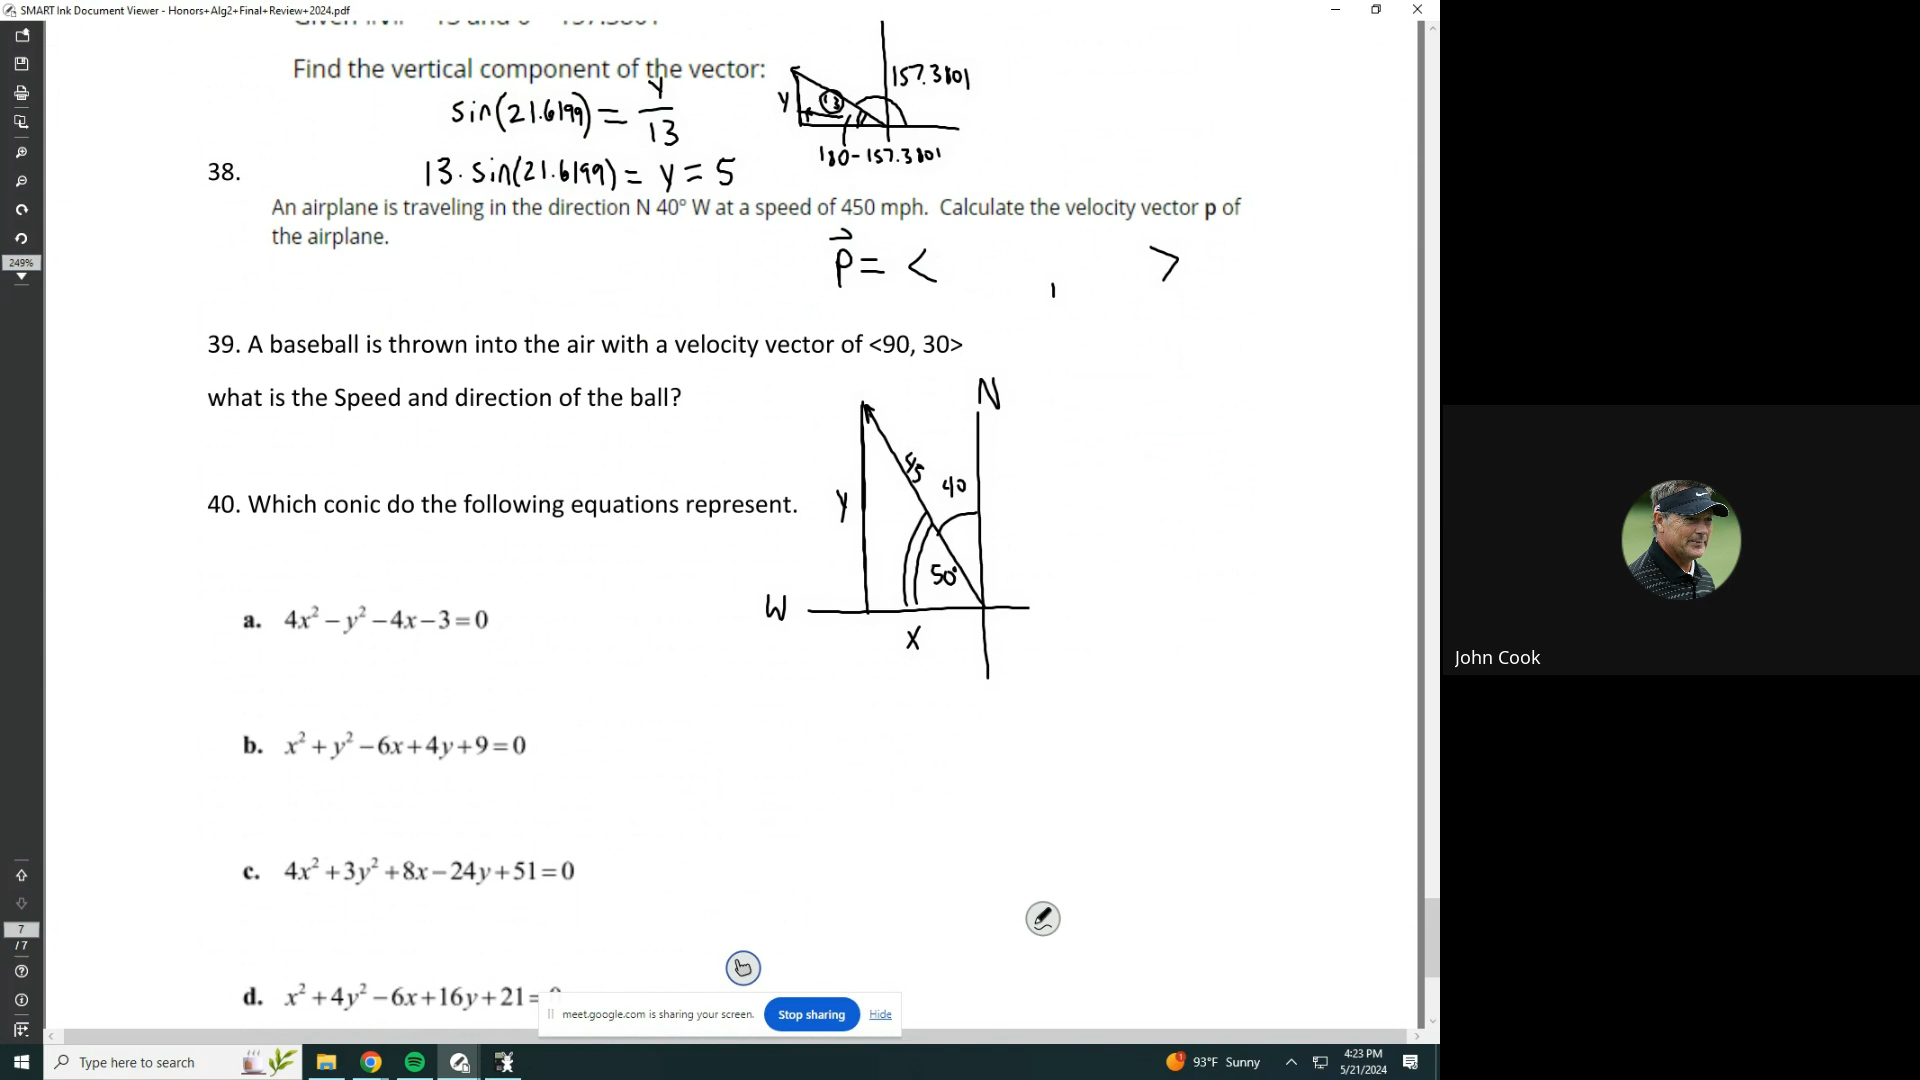 SMART Ink Document Viewer - Honors+Alg2+Final+Review+2024.pdf
Find the vertical component of the vector:
sin(21.6199) = y/13
13 · sin(21.6199) = y = 5
157.3801
y
13
180-157.3801
38.
An airplane is traveling in the direction N 40° W at a speed of 450 mph.  Calculate the velocity vector p of
the airplane.
p = <          ,          >
39. A baseball is thrown into the air with a velocity vector of <90, 30>
what is the Speed and direction of the ball?
N
45
40
y
50°
W
x
40. Which conic do the following equations represent.
a. 4x² − y² − 4x − 3 = 0
b. x² + y² − 6x + 4y + 9 = 0
c. 4x² + 3y² + 8x − 24y + 51 = 0
d. x² + 4y² − 6x + 16y + 21 =
249%
7
/ 7
meet.google.com is sharing your screen.
Stop sharing
Hide
John Cook
Type here to search
1
93°F Sunny
4:23 PM
5/21/2024